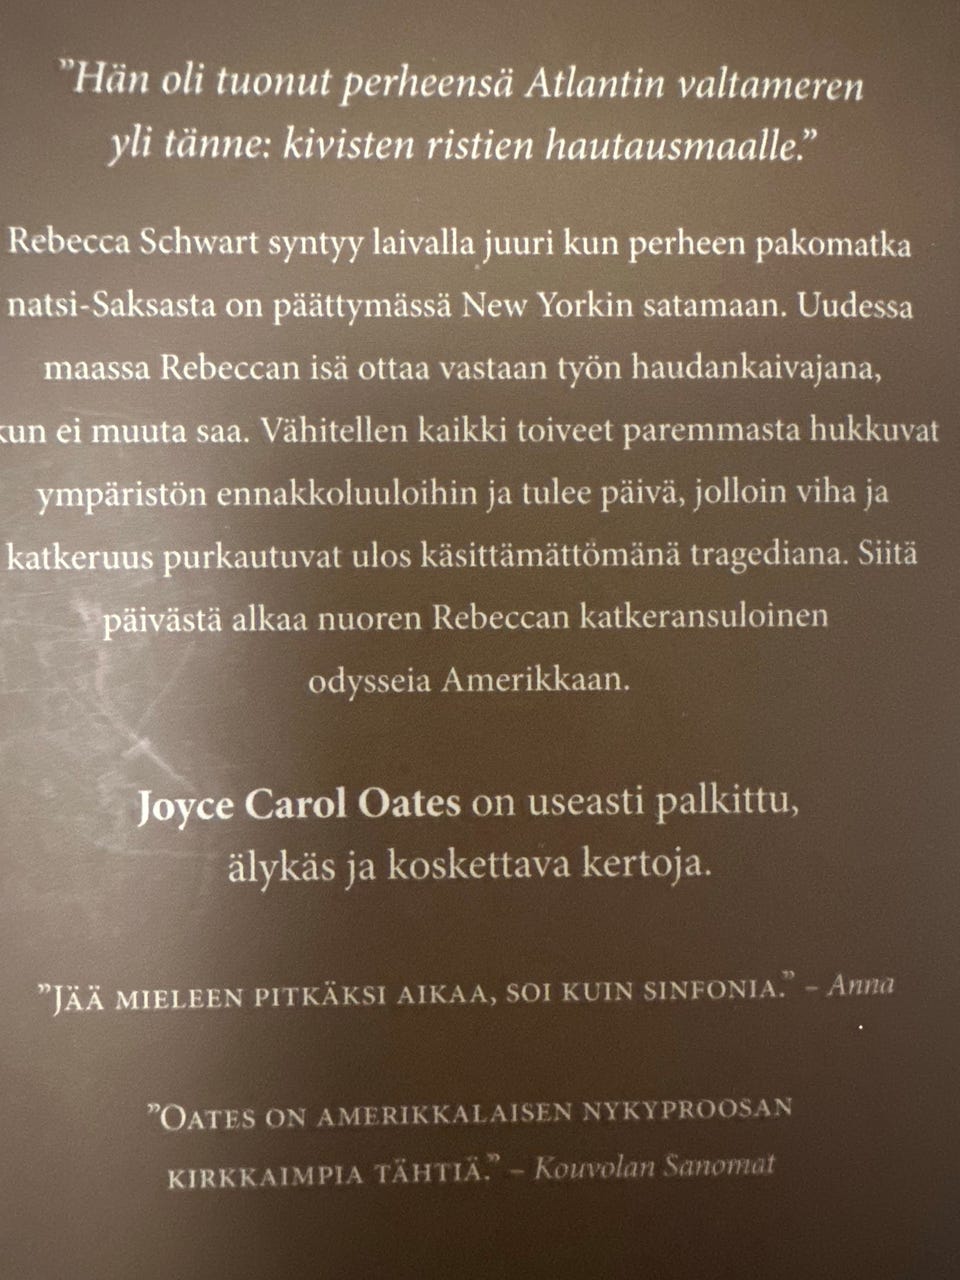 ”Hän oli tuonut perheensä Atlantin valtameren
yli tänne: kivisten ristien hautausmaalle.”
Rebecca Schwart syntyy laivalla juuri kun perheen pakomatka
natsi-Saksasta on päättymässä New Yorkin satamaan. Uudessa
maassa Rebeccan isä ottaa vastaan työn haudankaivajana,
kun ei muuta saa. Vähitellen kaikki toiveet paremmasta hukkuvat
ympäristön ennakkoluuloihin ja tulee päivä, jolloin viha ja
katkeruus purkautuvat ulos käsittämättömänä tragediana. Siitä
päivästä alkaa nuoren Rebeccan katkeransuloinen
odysseia Amerikkaan.
Joyce Carol Oates on useasti palkittu,
älykäs ja koskettava kertoja.
”JÄÄ MIELEEN PITKÄKSI AIKAA, SOI KUIN SINFONIA.” – Anna
”OATES ON AMERIKKALAISEN NYKYPROOSAN
KIRKKAIMPIA TÄHTIÄ.” – Kouvolan Sanomat